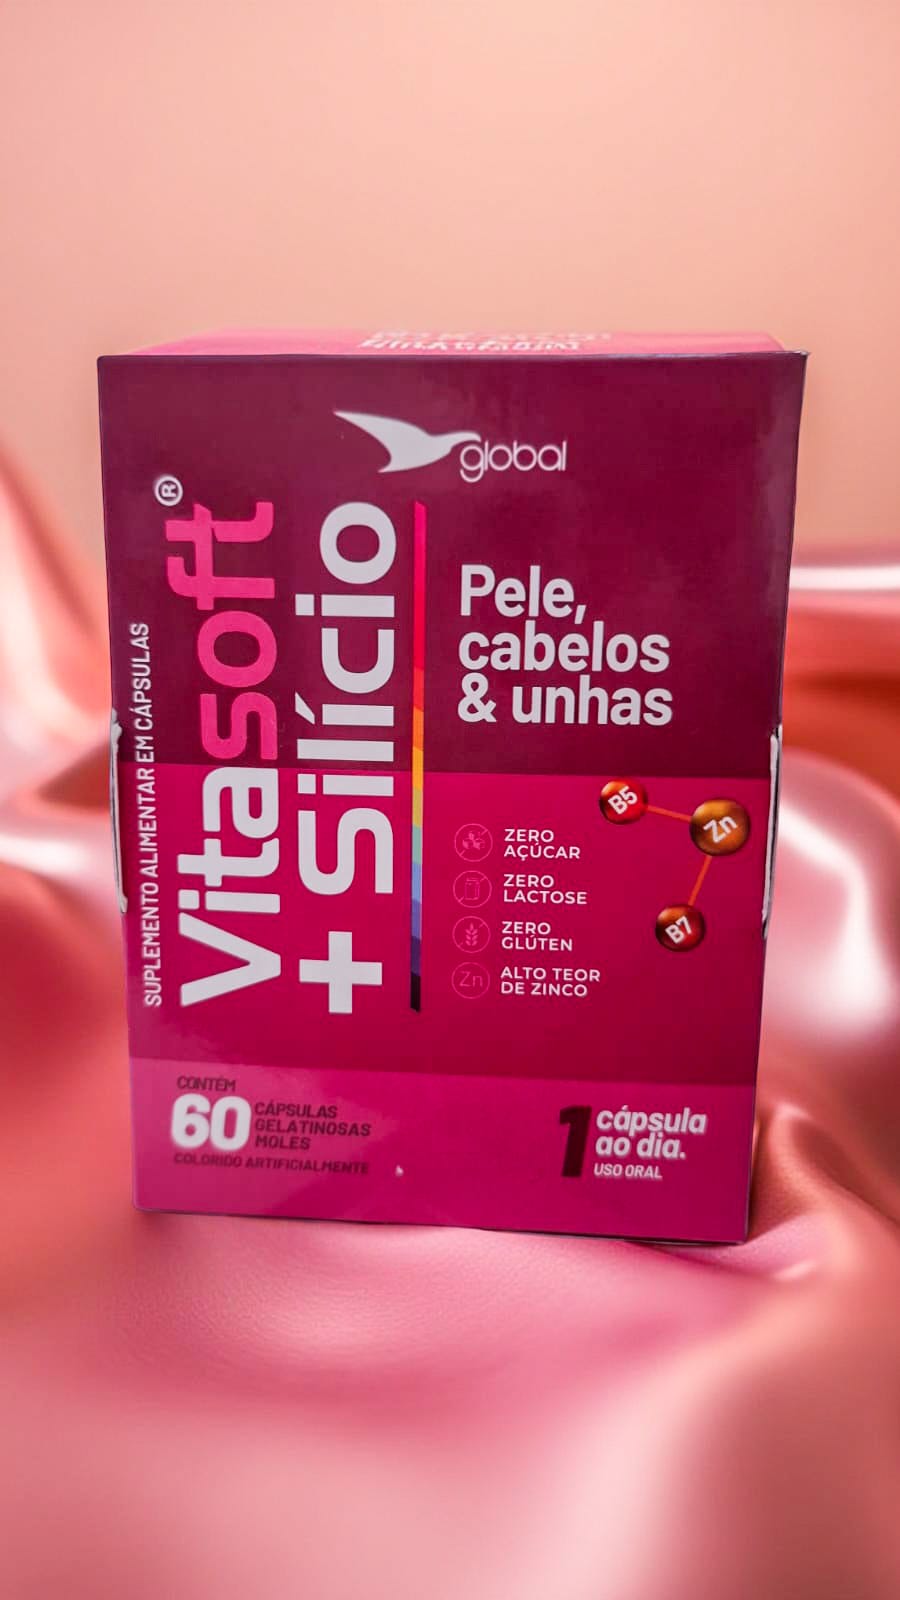 global
SUPLEMENTO ALIMENTAR EM CÁPSULAS
Vitasoft®
+ Silício
Pele,
cabelos
& unhas
B5
Zn
B7
ZERO
AÇÚCAR
ZERO
LACTOSE
ZERO
GLÚTEN
Zn
ALTO TEOR
DE ZINCO
CONTÉM
60
CÁPSULAS
GELATINOSAS
MOLES
COLORIDO ARTIFICIALMENTE
1
cápsula
ao dia.
USO ORAL